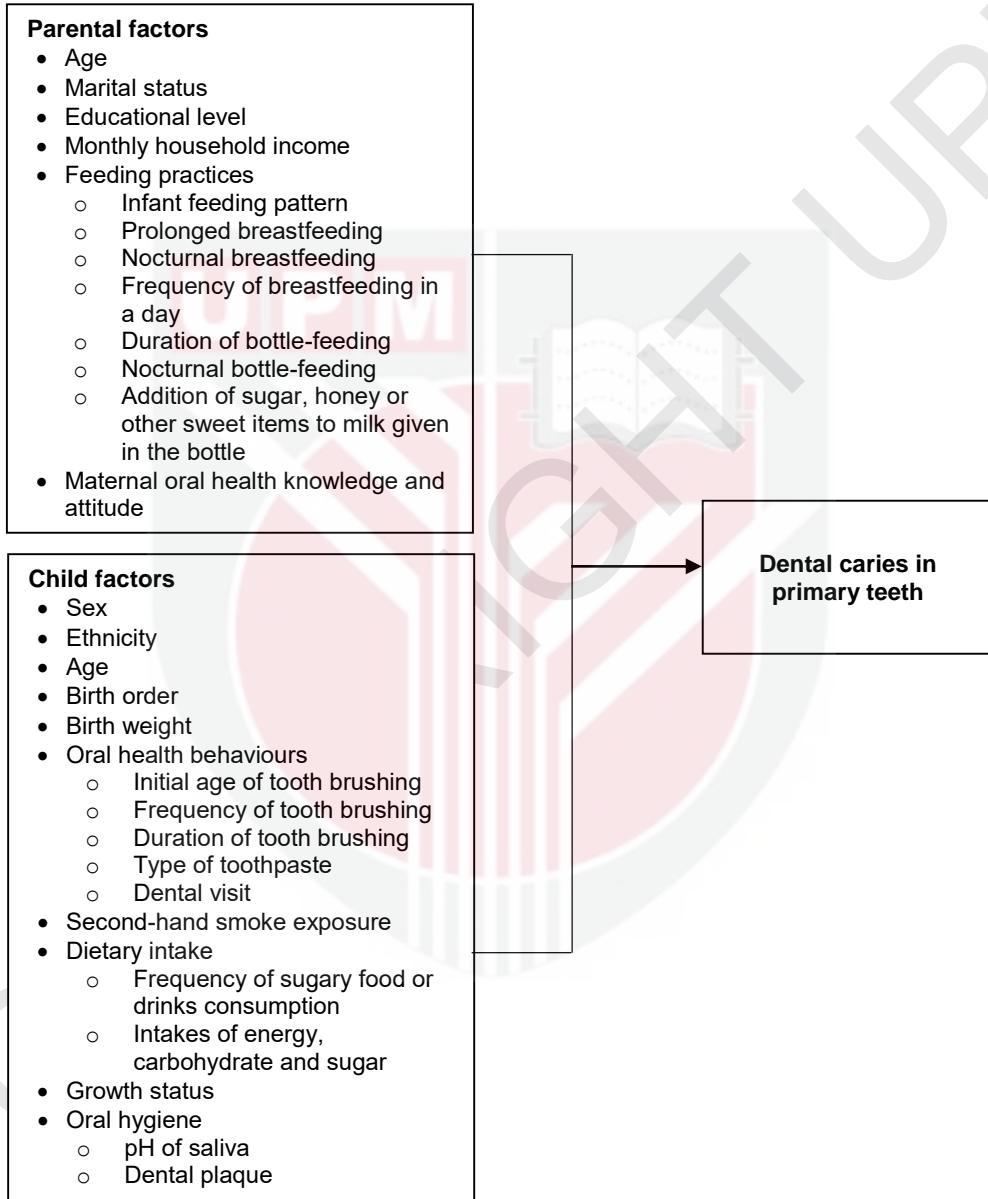 Parental factors
• Age
• Marital status
• Educational level
• Monthly household income
• Feeding practices
o Infant feeding pattern
o Prolonged breastfeeding
o Nocturnal breastfeeding
o Frequency of breastfeeding in
a day
o Duration of bottle-feeding
o Nocturnal bottle-feeding
o Addition of sugar, honey or
other sweet items to milk given
in the bottle
• Maternal oral health knowledge and
attitude
UPM
Dental caries in
primary teeth
Child factors
• Sex
• Ethnicity
• Age
• Birth order
• Birth weight
• Oral health behaviours
o Initial age of tooth brushing
o Frequency of tooth brushing
o Duration of tooth brushing
o Type of toothpaste
o Dental visit
• Second-hand smoke exposure
• Dietary intake
o Frequency of sugary food or
drinks consumption
o Intakes of energy,
carbohydrate and sugar
• Growth status
• Oral hygiene
o pH of saliva
o Dental plaque